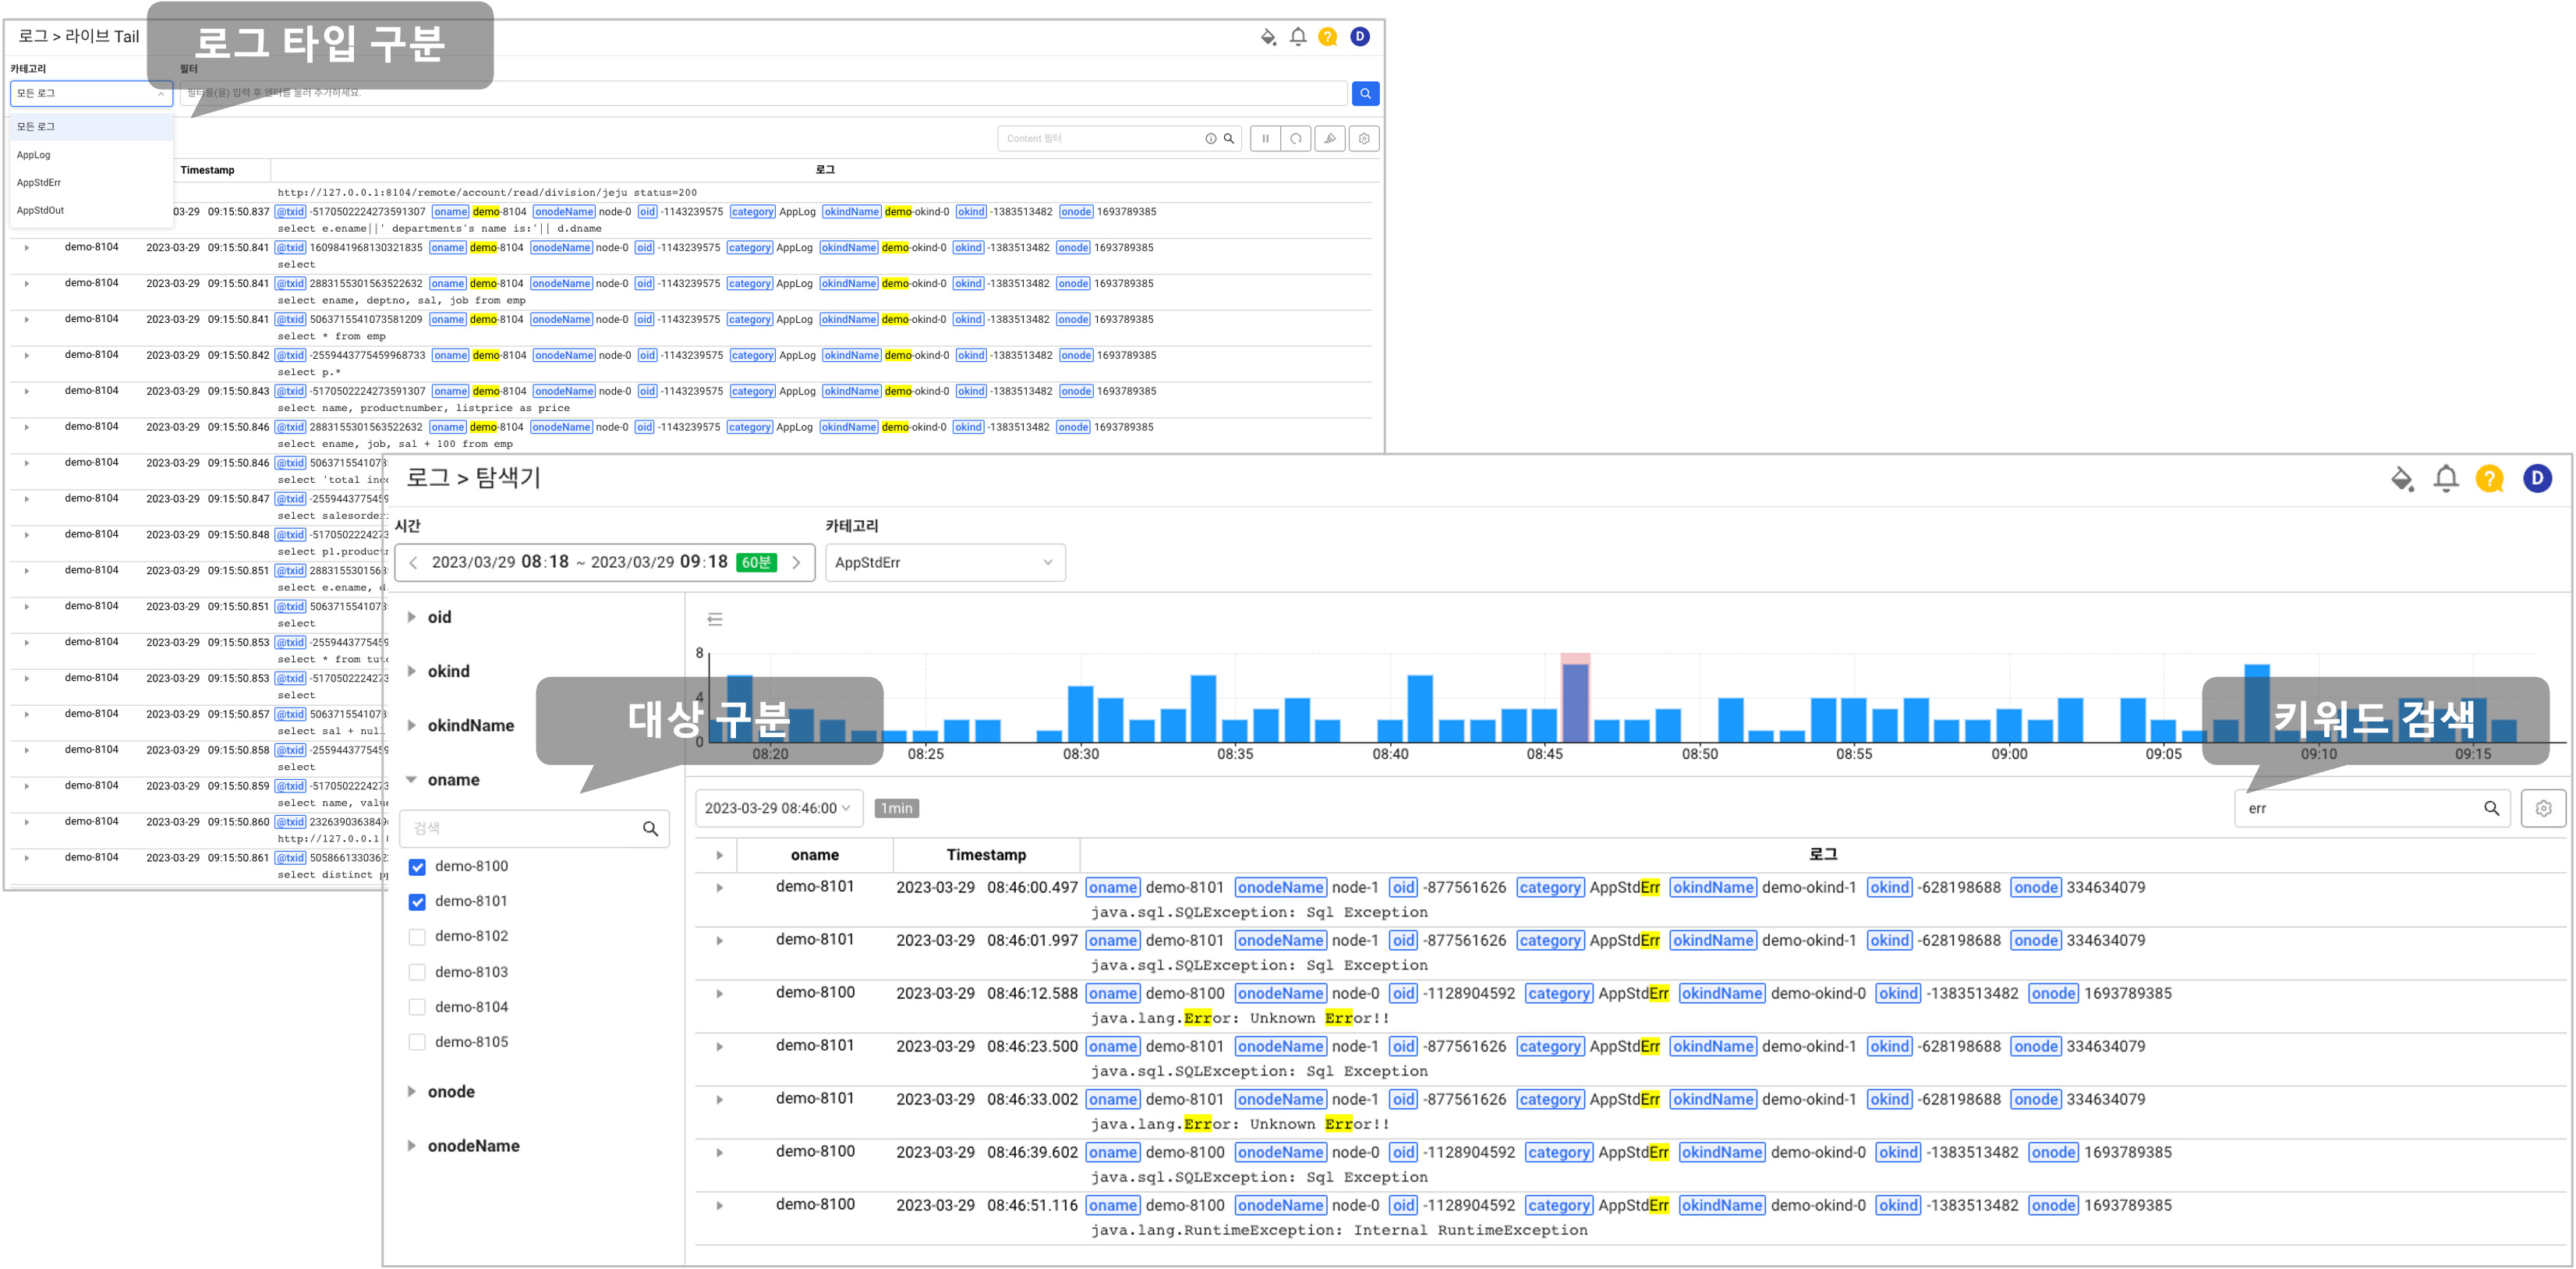 로그 > 라이브 Tail
로그 타입 구분
D
카테고리
필터
모든 로그
필터를(을) 입력 후 엔터를 눌러 추가하세요.
모든 로그
AppLog
AppStdErr
AppStdOut
Content 필터
Timestamp 로그
http://127.0.0.1:8104/remote/account/read/division/jeju status=200
03-29 09:15:50.837 @txid -5170502224273591307 oname demo-8104 onodeName node-0 oid -1143239575 category AppLog okindName demo-okind-0 okind -1383513482 onode 1693789385
select e.ename||' departments's name is:'|| d.dname
demo-8104 2023-03-29 09:15:50.841 @txid 1609841968130321835 oname demo-8104 onodeName node-0 oid -1143239575 category AppLog okindName demo-okind-0 okind -1383513482 onode 1693789385
select
demo-8104 2023-03-29 09:15:50.841 @txid 2883155301563522632 oname demo-8104 onodeName node-0 oid -1143239575 category AppLog okindName demo-okind-0 okind -1383513482 onode 1693789385
select ename, deptno, sal, job from emp
demo-8104 2023-03-29 09:15:50.841 @txid 5063715541073581209 oname demo-8104 onodeName node-0 oid -1143239575 category AppLog okindName demo-okind-0 okind -1383513482 onode 1693789385
select * from emp
demo-8104 2023-03-29 09:15:50.842 @txid -2559443775459968733 oname demo-8104 onodeName node-0 oid -1143239575 category AppLog okindName demo-okind-0 okind -1383513482 onode 1693789385
select p.*
demo-8104 2023-03-29 09:15:50.843 @txid -5170502224273591307 oname demo-8104 onodeName node-0 oid -1143239575 category AppLog okindName demo-okind-0 okind -1383513482 onode 1693789385
select name, productnumber, listprice as price
demo-8104 2023-03-29 09:15:50.846 @txid 2883155301563522632 oname demo-8104 onodeName node-0 oid -1143239575 category AppLog okindName demo-okind-0 okind -1383513482 onode 1693789385
select ename, job, sal + 100 from emp
demo-8104 2023-03-29 09:15:50.846 @txid 5063715541073
select 'total inc
demo-8104 2023-03-29 09:15:50.847 @txid -255944377545
select salesorder
demo-8104 2023-03-29 09:15:50.848 @txid -517050222427
select p1.product
demo-8104 2023-03-29 09:15:50.851 @txid 288315530156
select e.ename, d
demo-8104 2023-03-29 09:15:50.851 @txid 506371554107
select
demo-8104 2023-03-29 09:15:50.853 @txid -255944377545
select * from tut
demo-8104 2023-03-29 09:15:50.853 @txid -517050222427
select
demo-8104 2023-03-29 09:15:50.857 @txid 506371554107
select sal + null
demo-8104 2023-03-29 09:15:50.858 @txid -255944377545
select
demo-8104 2023-03-29 09:15:50.859 @txid -517050222427
select name, valu
demo-8104 2023-03-29 09:15:50.860 @txid 232639036384
http://127.0.0.1
demo-8104 2023-03-29 09:15:50.861 @txid 505866133036
select distinct p
로그 > 탐색기
D
시간
카테고리
2023/03/29 08:18 ~ 2023/03/29 09:18 60분
AppStdErr
oid
okind
okindName
oname
검색
demo-8100
demo-8101
demo-8102
demo-8103
demo-8104
demo-8105
onode
onodeName
대상 구분
8
4
0
08:20 08:25 08:30 08:35 08:40 08:45 08:50 08:55 09:00 09:05 09:10 09:15
키워드 검색
2023-03-29 08:46:00 1min
err
oname Timestamp 로그
demo-8101 2023-03-29 08:46:00.497 oname demo-8101 onodeName node-1 oid -877561626 category AppStdErr okindName demo-okind-1 okind -628198688 onode 334634079
java.sql.SQLException: Sql Exception
demo-8101 2023-03-29 08:46:01.997 oname demo-8101 onodeName node-1 oid -877561626 category AppStdErr okindName demo-okind-1 okind -628198688 onode 334634079
java.sql.SQLException: Sql Exception
demo-8100 2023-03-29 08:46:12.588 oname demo-8100 onodeName node-0 oid -1128904592 category AppStdErr okindName demo-okind-0 okind -1383513482 onode 1693789385
java.lang.Error: Unknown Error!!
demo-8101 2023-03-29 08:46:23.500 oname demo-8101 onodeName node-1 oid -877561626 category AppStdErr okindName demo-okind-1 okind -628198688 onode 334634079
java.sql.SQLException: Sql Exception
demo-8101 2023-03-29 08:46:33.002 oname demo-8101 onodeName node-1 oid -877561626 category AppStdErr okindName demo-okind-1 okind -628198688 onode 334634079
java.lang.Error: Unknown Error!!
demo-8100 2023-03-29 08:46:39.602 oname demo-8100 onodeName node-0 oid -1128904592 category AppStdErr okindName demo-okind-0 okind -1383513482 onode 1693789385
java.sql.SQLException: Sql Exception
demo-8100 2023-03-29 08:46:51.116 oname demo-8100 onodeName node-0 oid -1128904592 category AppStdErr okindName demo-okind-0 okind -1383513482 onode 1693789385
java.lang.RuntimeException: Internal RuntimeException